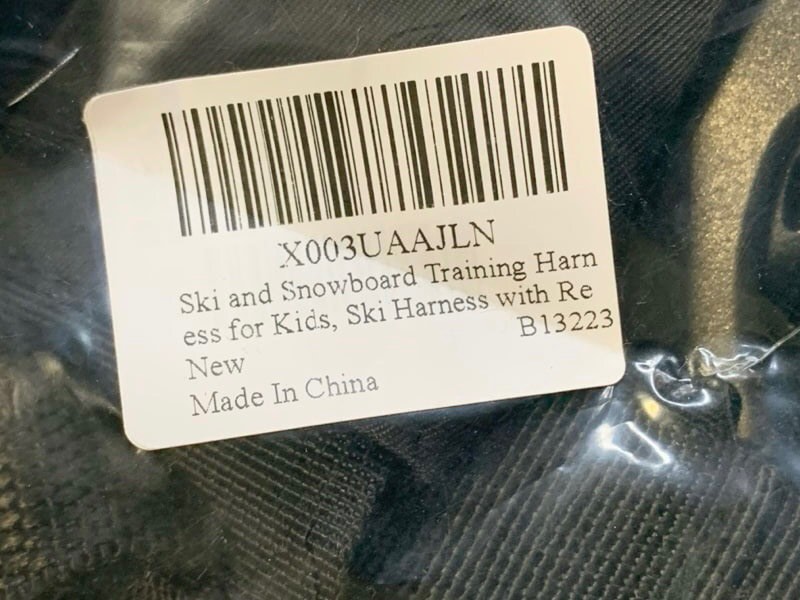 X003UAAJLN
Ski and Snowboard Training Harn
ess for Kids, Ski Harness with Re
B13223
New
Made In China